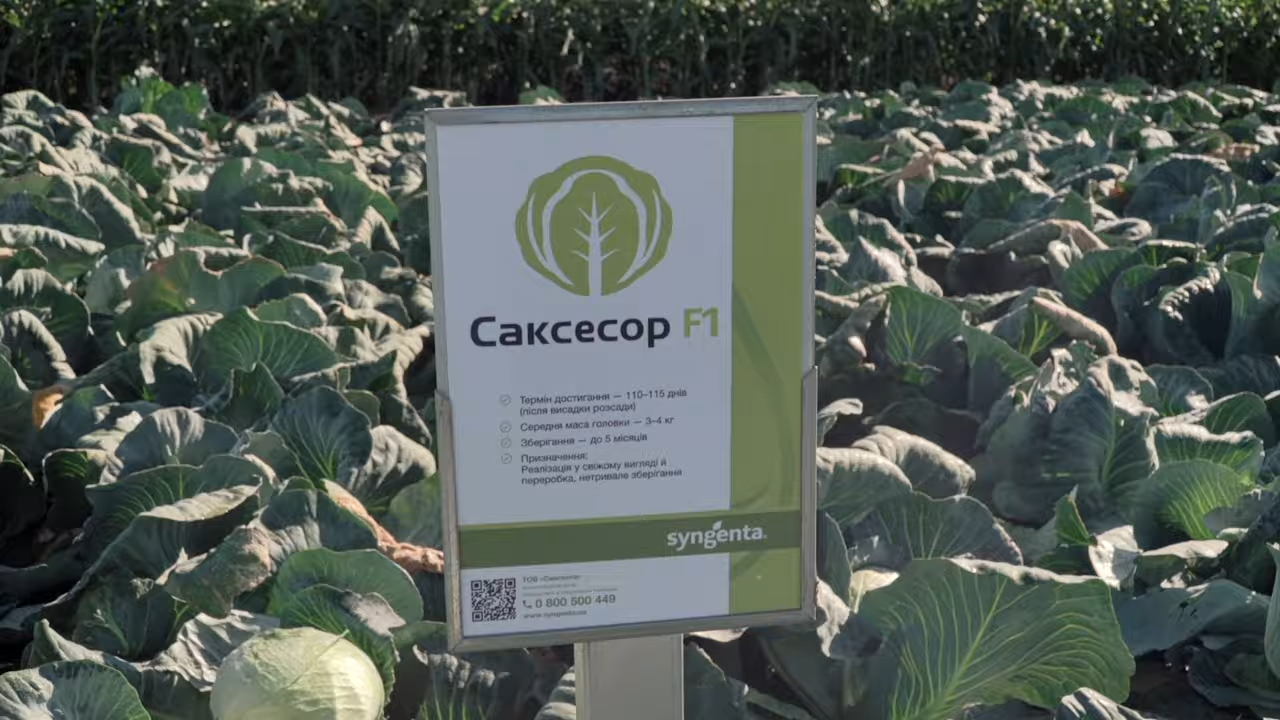 Саксесор F1
Термін достигання — 110–115 днів
(після висадки розсади)
Середня маса головки — 3–4 кг
Зберігання — до 5 місяців
Призначення:
Реалізація у свіжому вигляді й
переробка, нетривале зберігання
syngenta
ТОВ «Сингента»
0 800 500 449
www.syngenta.ua